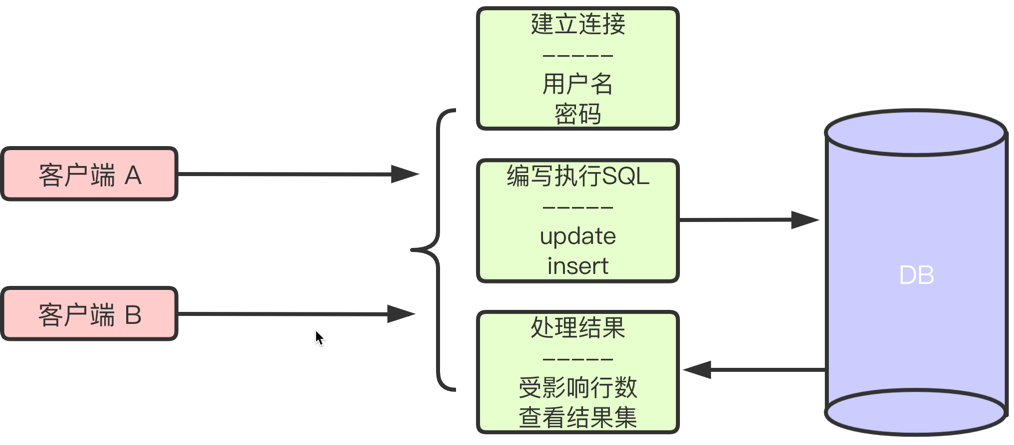 建立连接
-----
用户名
密码
客户端 A
编写执行SQL
-----
update
insert
DB
客户端 B
处理结果
-----
受影响行数
查看结果集